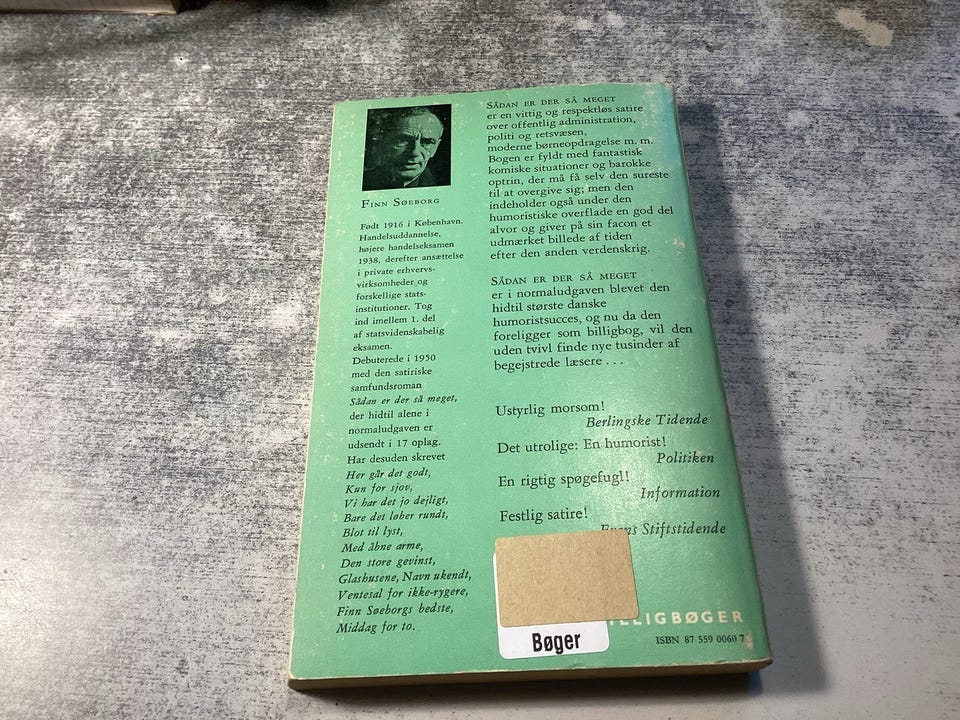 FINN SØEBORG
Født 1916 i København.
Handelsuddannelse,
højere handelseksamen
1938, derefter ansættelse
i private erhvervs-
virksomheder og
forskellige stats-
institutioner. Tog
ind imellem 1. del
af statsvidenskabelig
eksamen.
Debuterede i 1950
med den satiriske
samfundsroman
Sådan er der så meget,
der hidtil alene i
normaludgaven er
udsendt i 17 oplag.
Har desuden skrevet
Her går det godt,
Kun for sjov,
Vi har det jo dejligt,
Bare det løber rundt,
Blot til lyst,
Med åbne arme,
Den store gevinst,
Glashusene, Navn ukendt,
Ventesal for ikke-rygere,
Finn Søeborgs bedste,
Middag for to.
SÅDAN ER DER SÅ MEGET
er en vittig og respektløs satire
over offentlig administration,
politi og retsvæsen,
moderne børneopdragelse m. m.
Bogen er fyldt med fantastisk
komiske situationer og barokke
optrin, der må få selv den sureste
til at overgive sig; men den
indeholder også under den
humoristiske overflade en god del
alvor og giver på sin facon et
udmærket billede af tiden
efter den anden verdenskrig.
SÅDAN ER DER SÅ MEGET
er i normaludgaven blevet den
hidtil største danske
humoristsucces, og nu da den
foreligger som billigbog, vil den
uden tvivl finde nye tusinder af
begejstrede læsere . . .
Ustyrlig morsom!
Berlingske Tidende
Det utrolige: En humorist!
Politiken
En rigtig spøgefugl!
Information
Festlig satire!
Stiftstidende
LLIGBØGER
Bøger
ISBN 87 559 0060 7